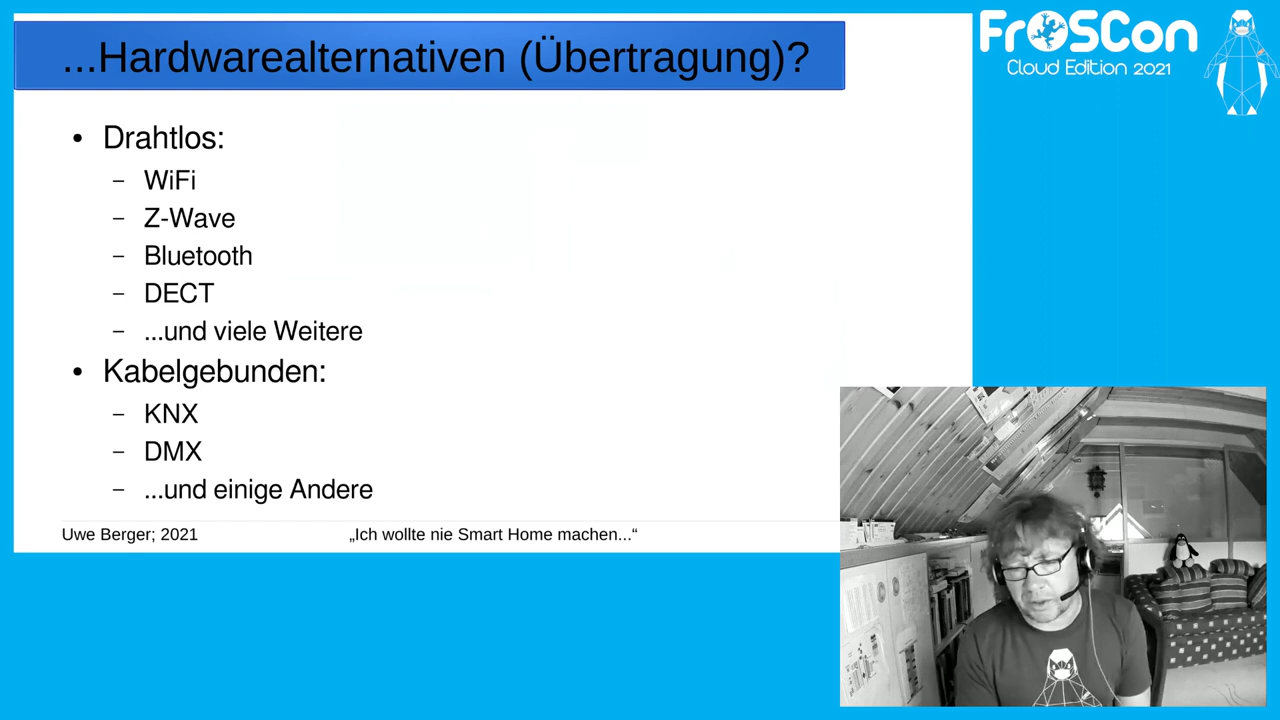 ...Hardwarealternativen (Übertragung)?
FrOSCon
Cloud Edition 2021
• Drahtlos:
– WiFi
– Z-Wave
– Bluetooth
– DECT
– ...und viele Weitere
• Kabelgebunden:
– KNX
– DMX
– ...und einige Andere
Uwe Berger; 2021
„Ich wollte nie Smart Home machen...“